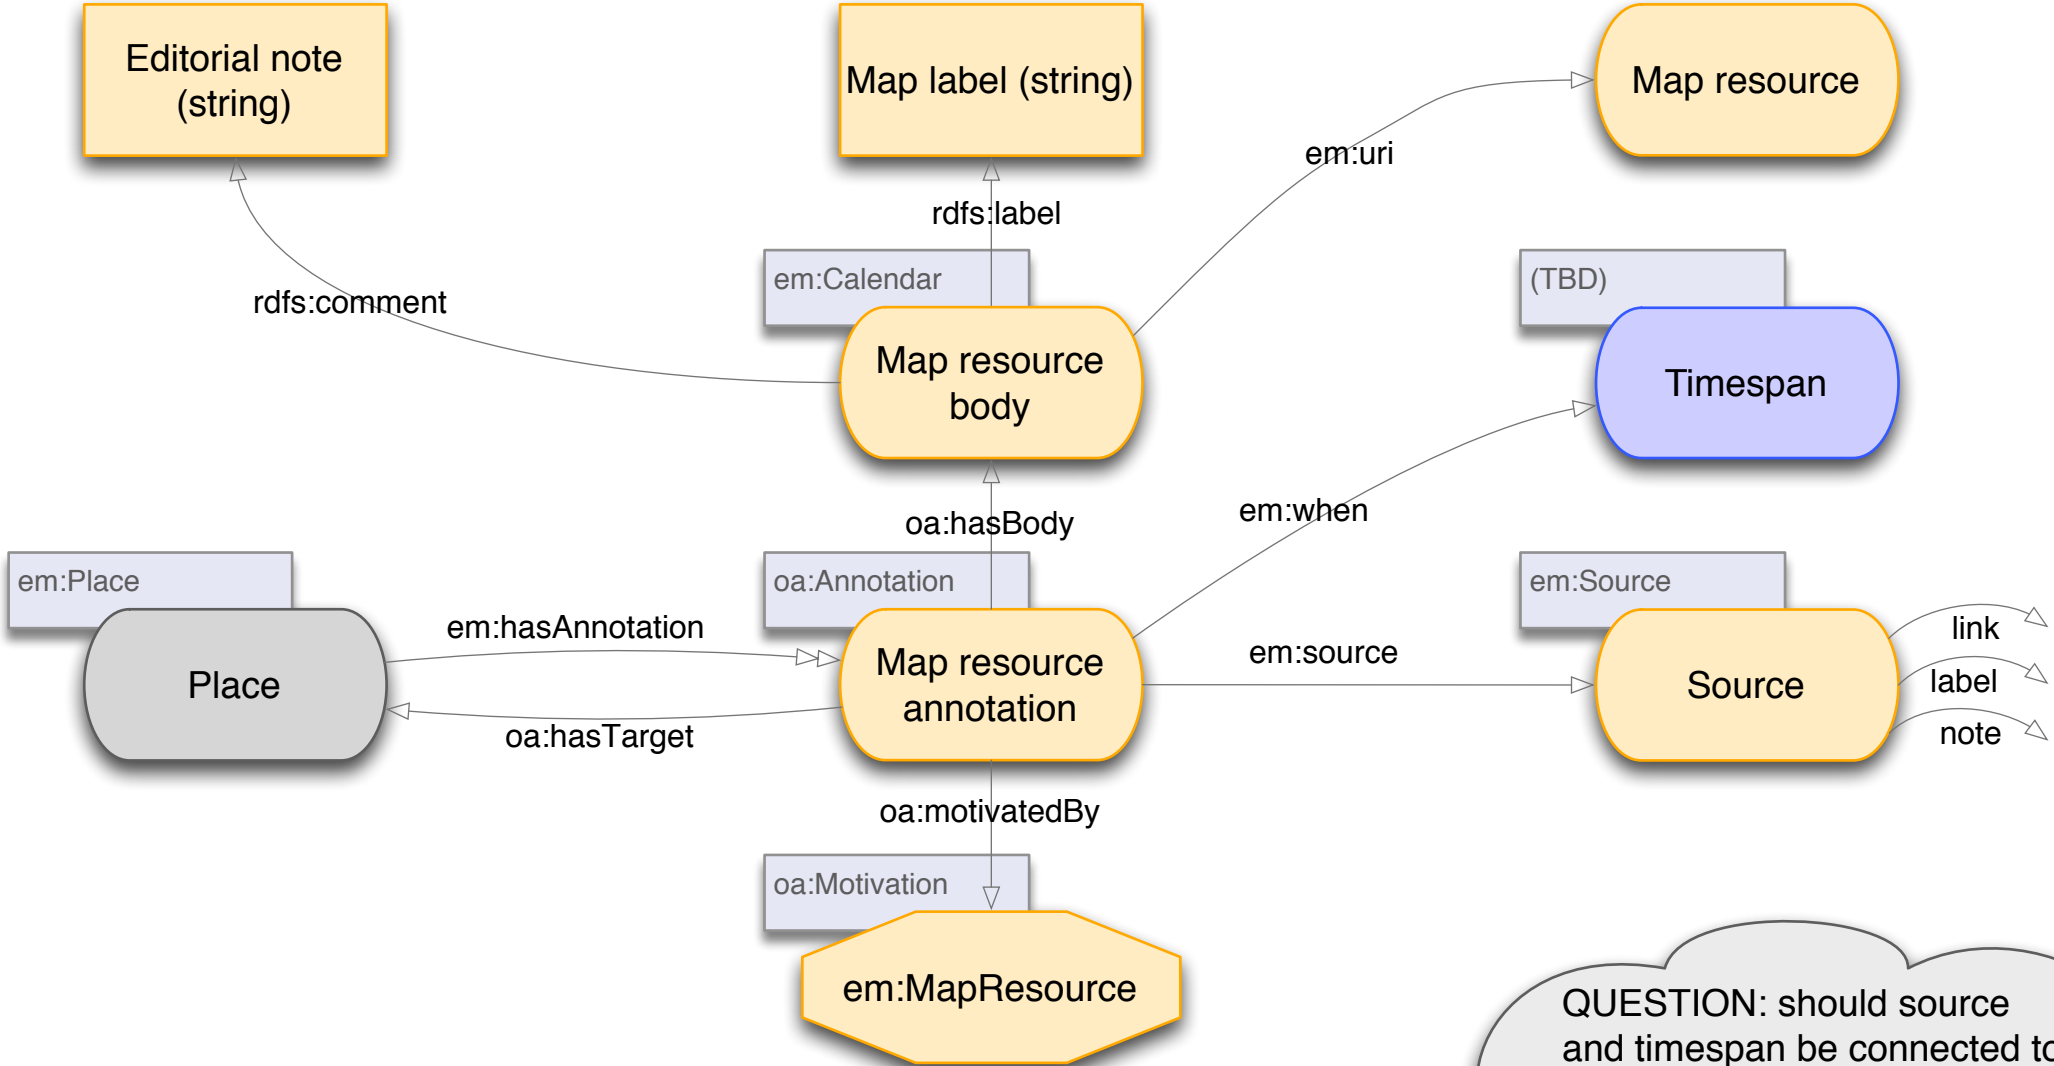 Editorial note
(string)
Map label (string)
Map resource
em:uri
rdfs:label
em:Calendar
(TBD)
rdfs:comment
Map resource
body
Timespan
em:when
oa:hasBody
em:Place
oa:Annotation
em:Source
em:hasAnnotation
link
Place
Map resource
annotation
em:source
Source
label
oa:hasTarget
note
oa:motivatedBy
oa:Motivation
em:MapResource
QUESTION: should source
and timespan be connected to